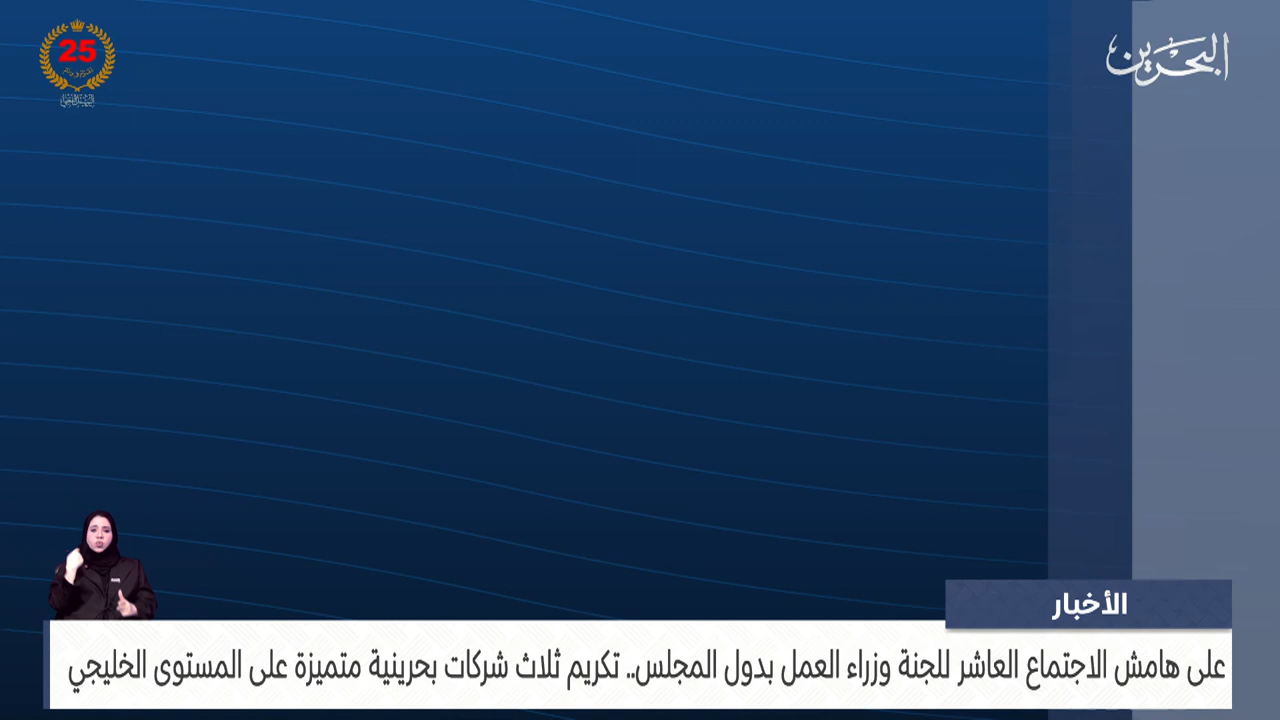 البحرين
25
الأخبار
على هامش الاجتماع العاشر للجنة وزراء العمل بدول المجلس.. تكريم ثلاث شركات بحرينية متميزة على المستوى الخليجي